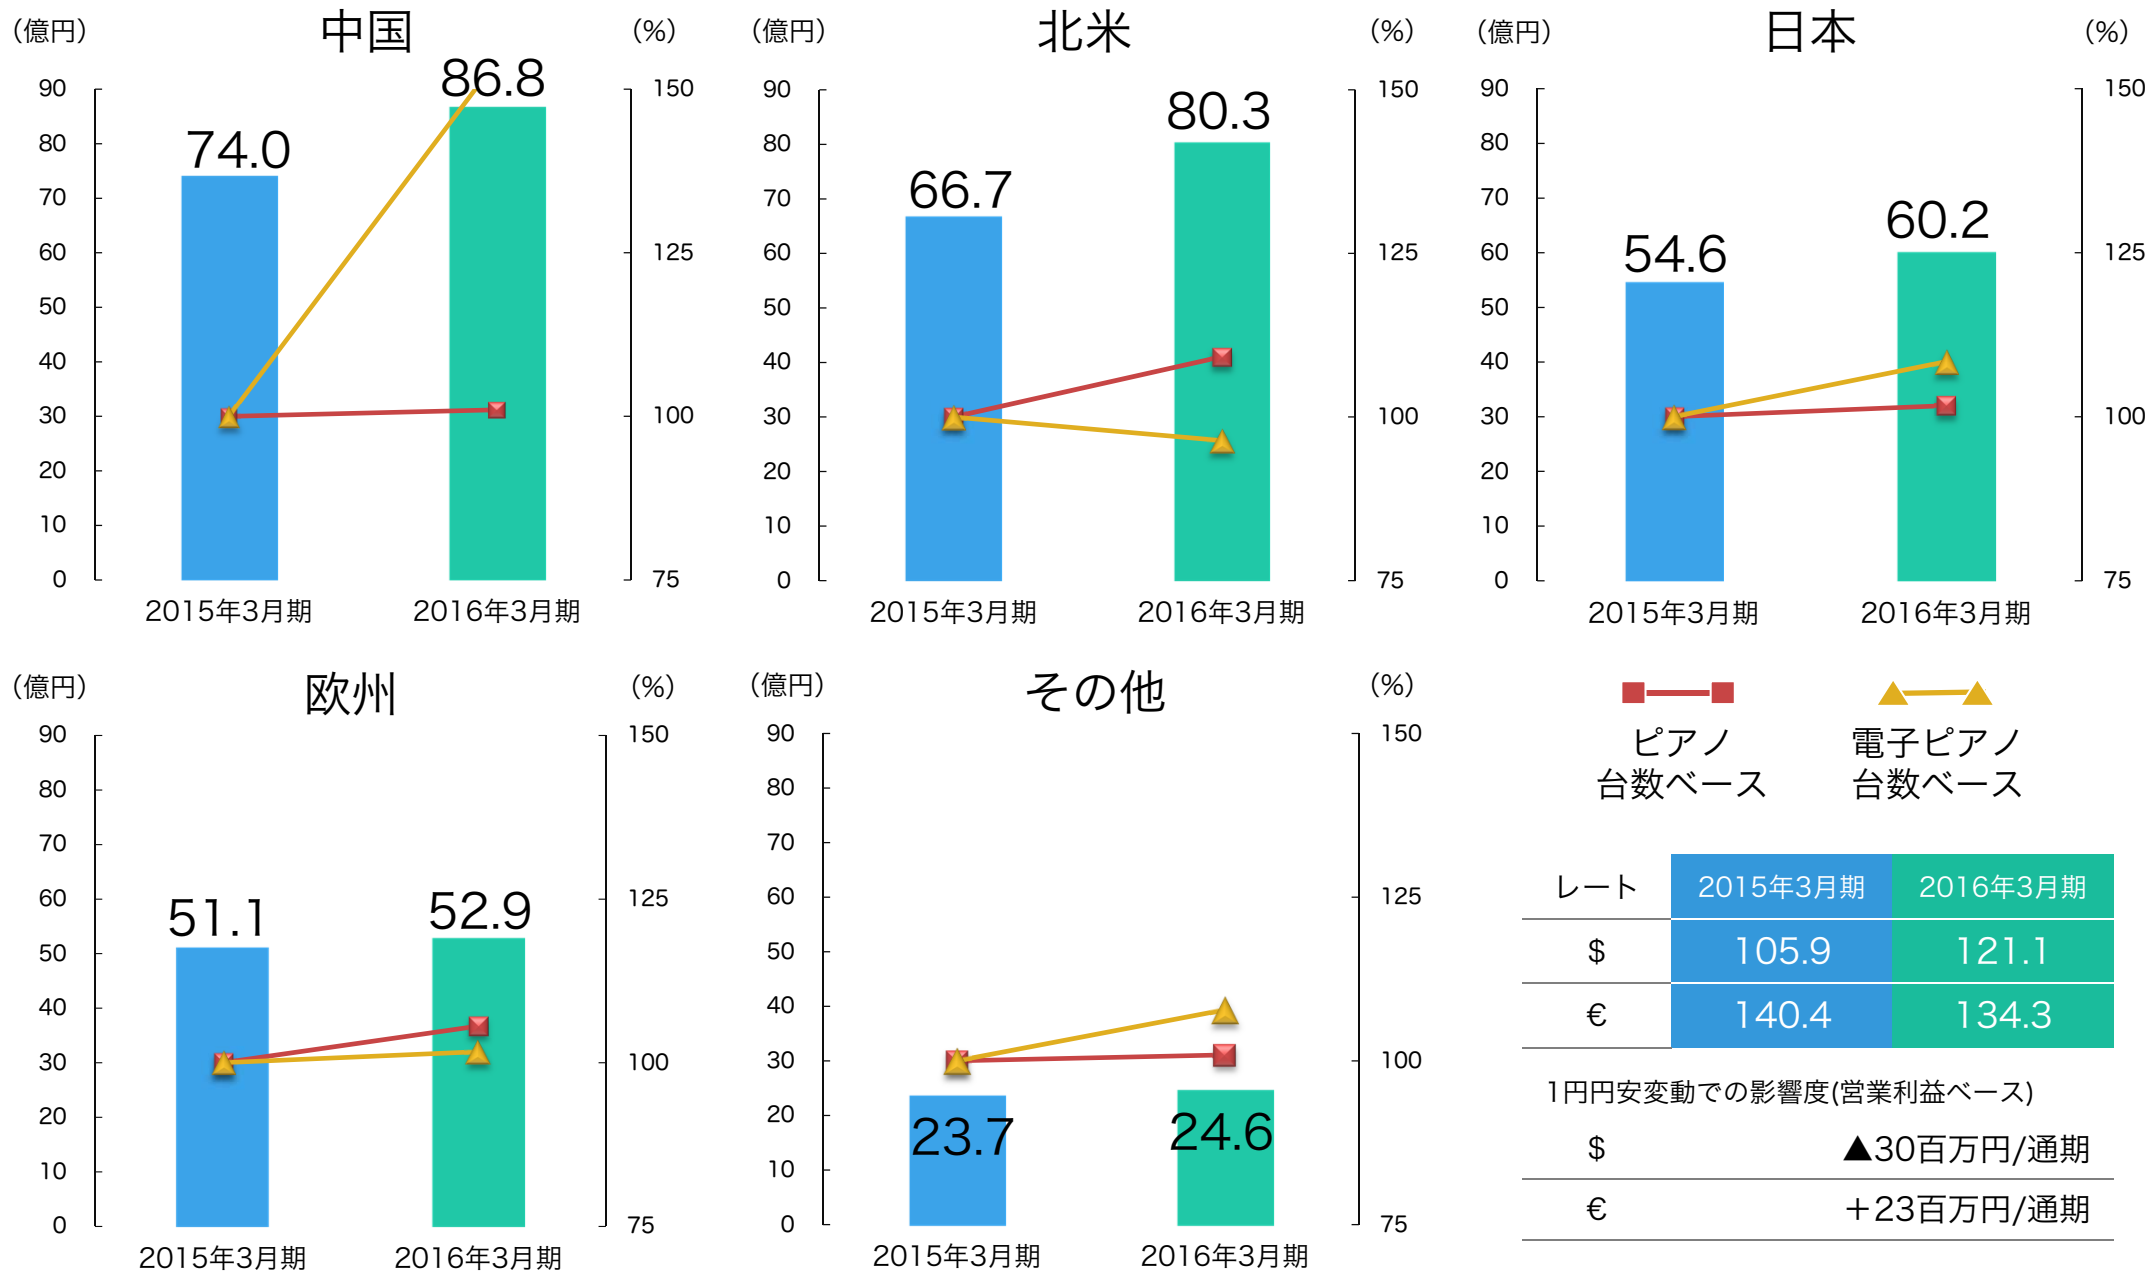 （億円）
中国
（%）
90
80
70
60
50
40
30
20
10
0
74.0
86.8
150
125
100
75
2015年3月期
2016年3月期
（億円）
北米
（%）
90
80
70
60
50
40
30
20
10
0
66.7
80.3
150
125
100
75
2015年3月期
2016年3月期
（億円）
日本
（%）
90
80
70
60
50
40
30
20
10
0
54.6
60.2
150
125
100
75
2015年3月期
2016年3月期
（億円）
欧州
（%）
90
80
70
60
50
40
30
20
10
0
51.1
52.9
150
125
100
75
2015年3月期
2016年3月期
（億円）
その他
（%）
90
80
70
60
50
40
30
20
10
0
23.7
24.6
150
125
100
75
2015年3月期
2016年3月期
ピアノ
台数ベース
電子ピアノ
台数ベース
レート 2015年3月期 2016年3月期
$ 105.9 121.1
€ 140.4 134.3
1円円安変動での影響度(営業利益ベース)
$ ▲30百万円/通期
€ ＋23百万円/通期